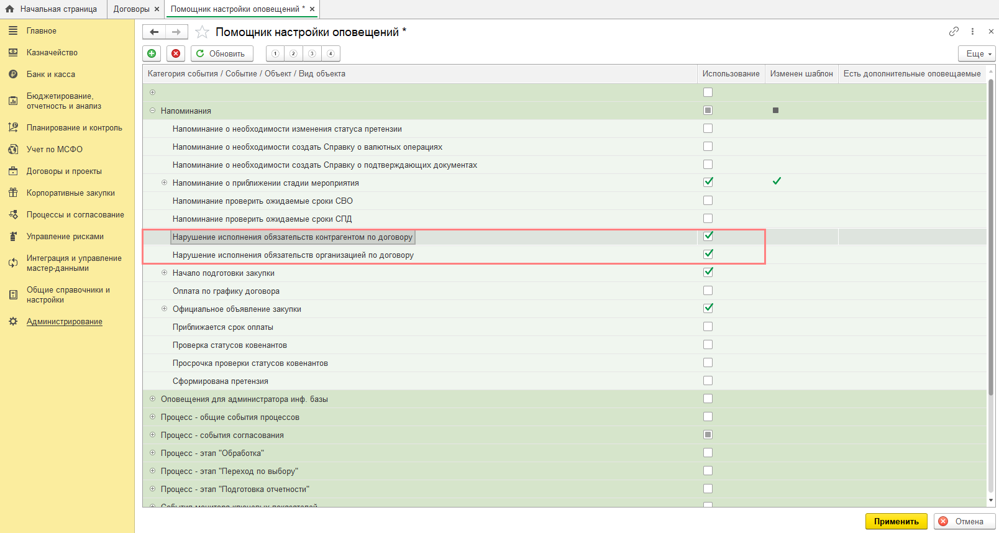 Начальная страница
Договоры
Помощник настройки оповещений *
Главное
Казначейство
Банк и касса
Бюджетирование,
отчетность и анализ
Планирование и контроль
Учет по МСФО
Договоры и проекты
Корпоративные закупки
Процессы и согласование
Управление рисками
Интеграция и управление
мастер-данными
Общие справочники и
настройки
Администрирование
Помощник настройки оповещений *
Обновить
1 2 3 4
Еще
Категория события / Событие / Объект / Вид объекта
Использование
Изменен шаблон
Есть дополнительные оповещаемые
Напоминания
Напоминание о необходимости изменения статуса претензии
Напоминание о необходимости создать Справку о валютных операциях
Напоминание о необходимости создать Справку о подтверждающих документах
Напоминание о приближении стадии мероприятия
Напоминание проверить ожидаемые сроки СВО
Напоминание проверить ожидаемые сроки СПД
Нарушение исполнения обязательств контрагентом по договору
Нарушение исполнения обязательств организацией по договору
Начало подготовки закупки
Оплата по графику договора
Официальное объявление закупки
Приближается срок оплаты
Проверка статусов ковенантов
Просрочка проверки статусов ковенантов
Сформирована претензия
Оповещения для администратора инф. базы
Процесс - общие события процессов
Процесс - события согласования
Процесс - этап "Обработка"
Процесс - этап "Переход по выбору"
Процесс - этап "Подготовка отчетности"
События монитора ключевых показателей
Применить
Отмена